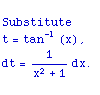 Substitute
t = tan⁻¹ (x),
dt = 1/(x² + 1) dx.